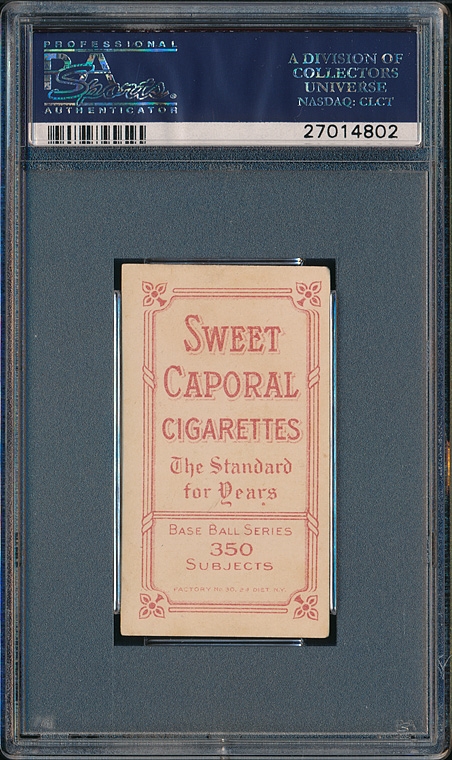 PROFESSIONAL
PSA
Sports
AUTHENTICATOR
A DIVISION OF
COLLECTORS
UNIVERSE
NASDAQ: CLCT
27014802
SWEET
CAPORAL
CIGARETTES
The Standard
for Years
BASE BALL SERIES
350
SUBJECTS
FACTORY No 30, 2d DIST. N.Y.